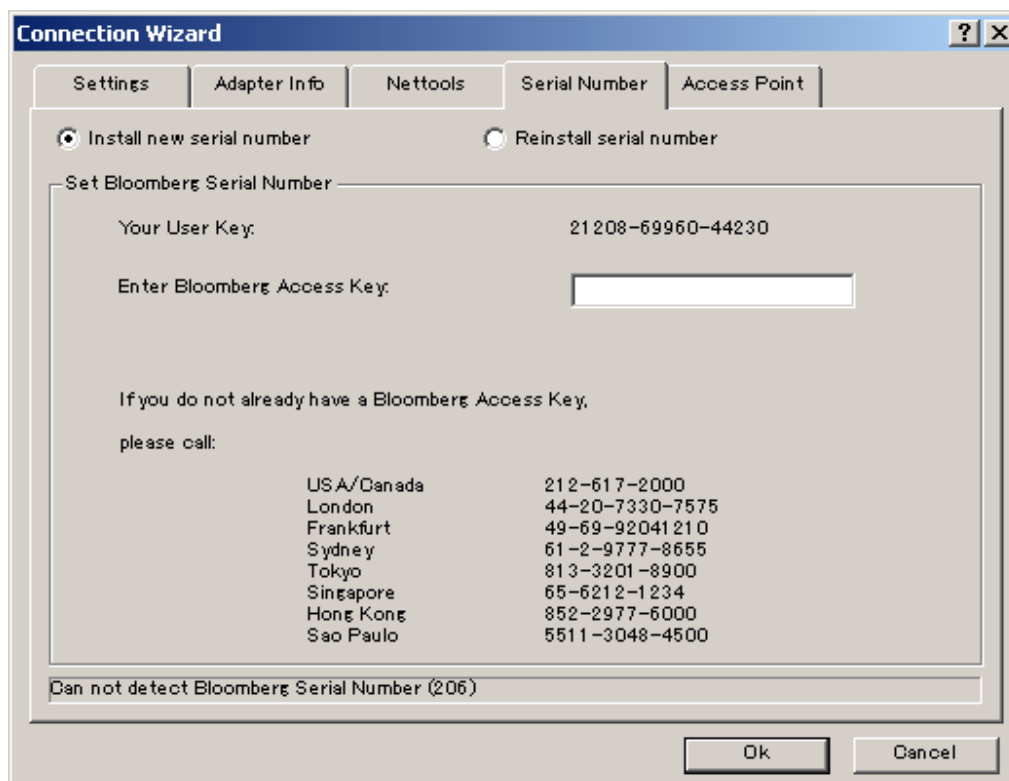 Connection Wizard
Settings Adapter Info Nettools Serial Number Access Point
Install new serial number Reinstall serial number
Set Bloomberg Serial Number
Your User Key: 21208-69960-44230
Enter Bloomberg Access Key:
If you do not already have a Bloomberg Access Key,
please call:
USA/Canada 212-617-2000
London 44-20-7330-7575
Frankfurt 49-69-92041210
Sydney 61-2-9777-8655
Tokyo 813-3201-8900
Singapore 65-6212-1234
Hong Kong 852-2977-6000
Sao Paulo 5511-3048-4500
Can not detect Bloomberg Serial Number (206)
Ok Cancel